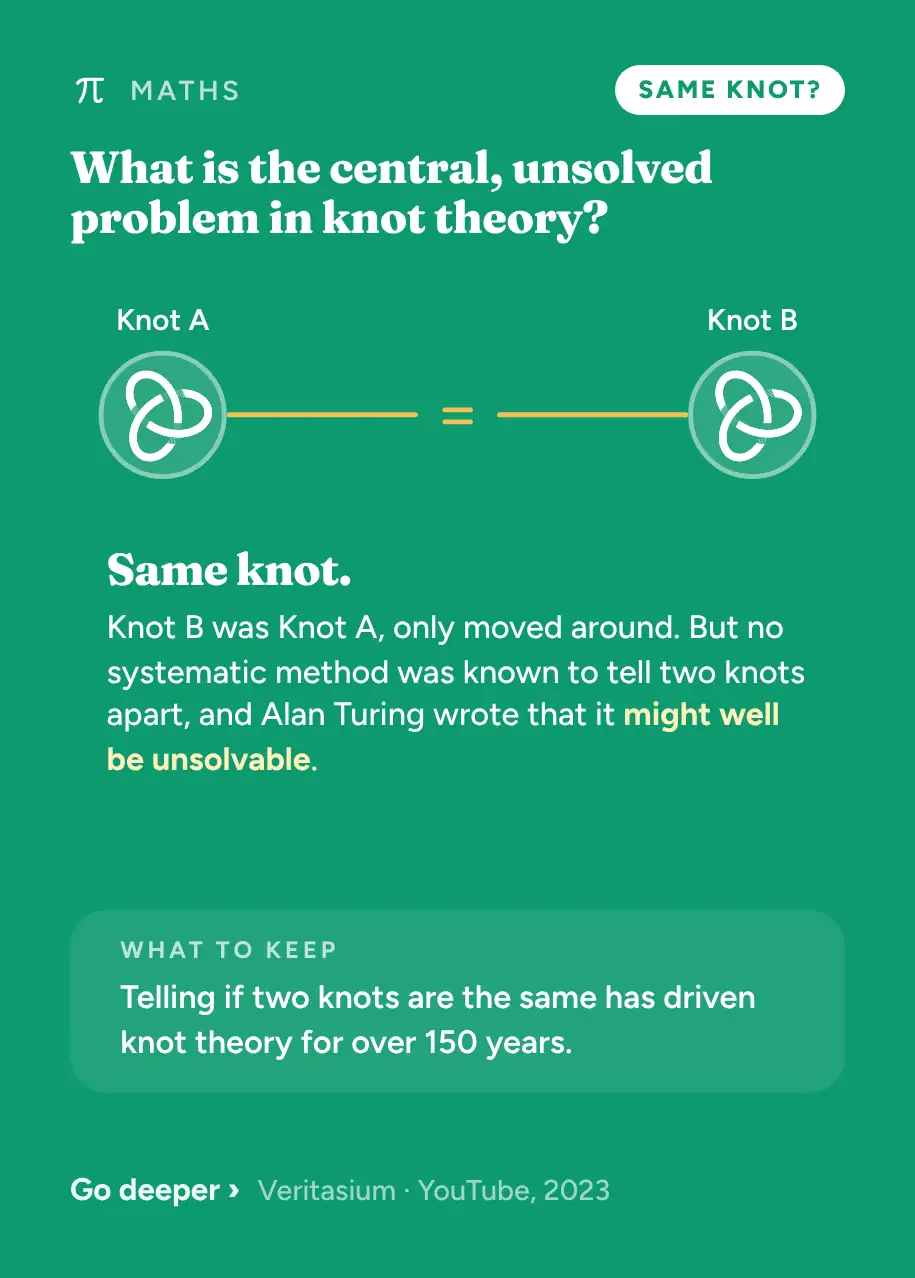 π MATHS
SAME KNOT?
What is the central, unsolved
problem in knot theory?
Knot A
Knot B
=
Same knot.
Knot B was Knot A, only moved around. But no
systematic method was known to tell two knots
apart, and Alan Turing wrote that it might well
be unsolvable.
WHAT TO KEEP
Telling if two knots are the same has driven
knot theory for over 150 years.
Go deeper › Veritasium · YouTube, 2023